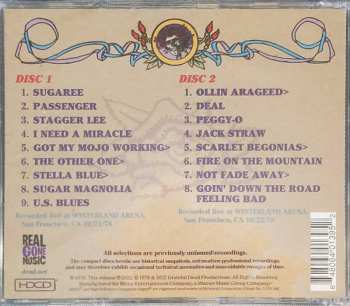 DISC 1
1. SUGAREE
2. PASSENGER
3. STAGGER LEE
4. I NEED A MIRACLE
5. GOT MY MOJO WORKING>
6. THE OTHER ONE>
7. STELLA BLUE>
8. SUGAR MAGNOLIA
9. U.S. BLUES
Recorded live at WINTERLAND ARENA,
San Francisco, CA 10/21/78
DISC 2
1. OLLIN ARAGEED>
2. DEAL
3. PEGGY-O
4. JACK STRAW
5. SCARLET BEGONIAS>
6. FIRE ON THE MOUNTAIN
7. NOT FADE AWAY>
8. GOIN' DOWN THE ROAD
FEELING BAD
Recorded live at WINTERLAND ARENA,
San Francisco, CA 10/22/78
REAL
GONE
MUSIC
dead.net
HDCD
All selections are previously unissued recordings.